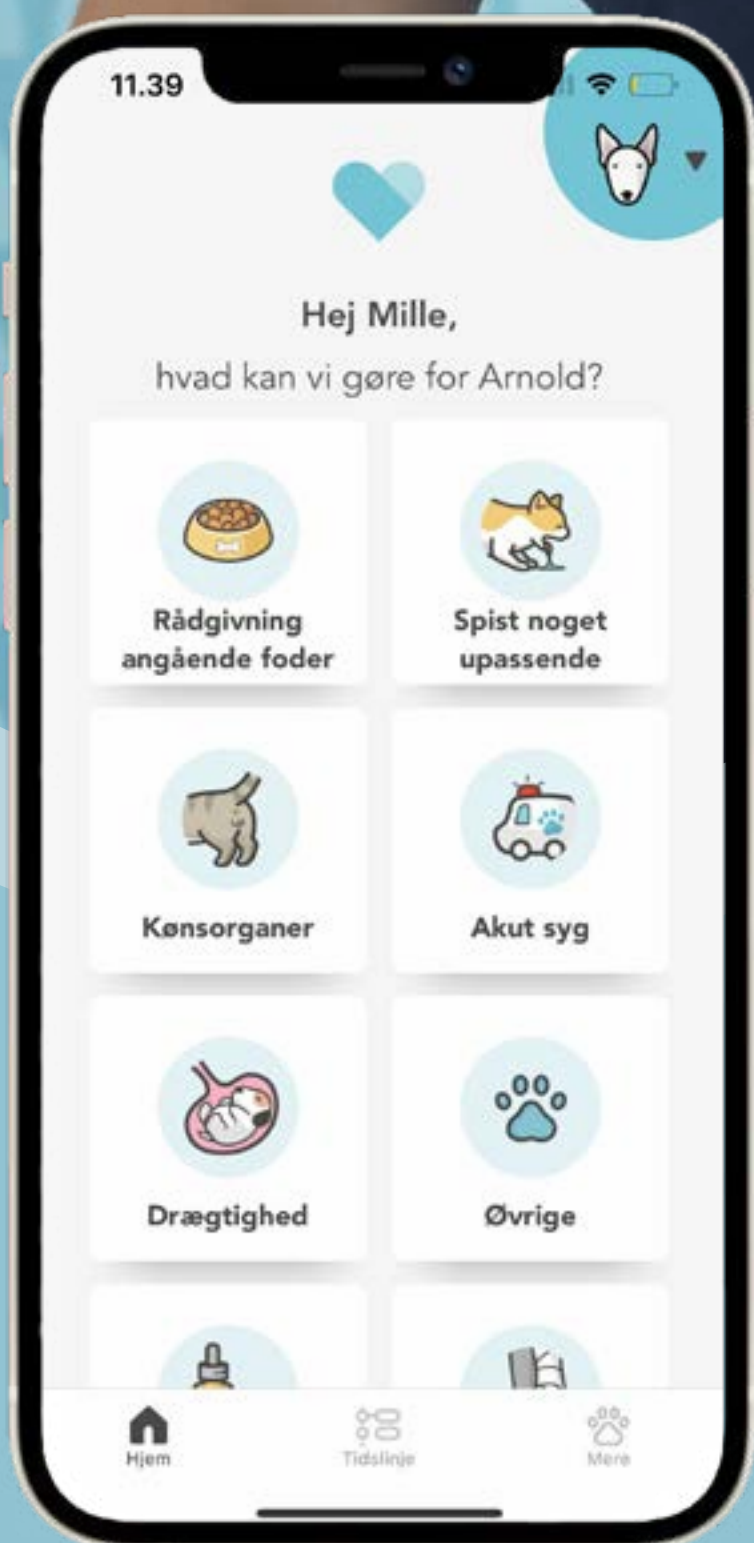 11.39
Hej Mille,
hvad kan vi gøre for Arnold?
Rådgivning
angående foder
Spist noget
upassende
Kønsorganer
Akut syg
Drægtighed
Øvrige
Hjem
Tidslinje
Mere